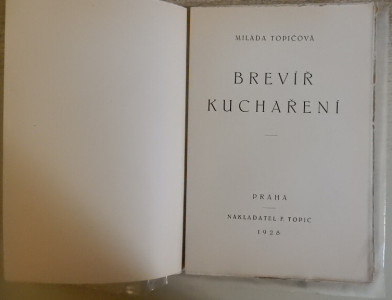 MILADA TOPIČOVÁ
BREVÍŘ
KUCHAŘENÍ
PRAHA
NAKLADATEL F. TOPIČ
1928